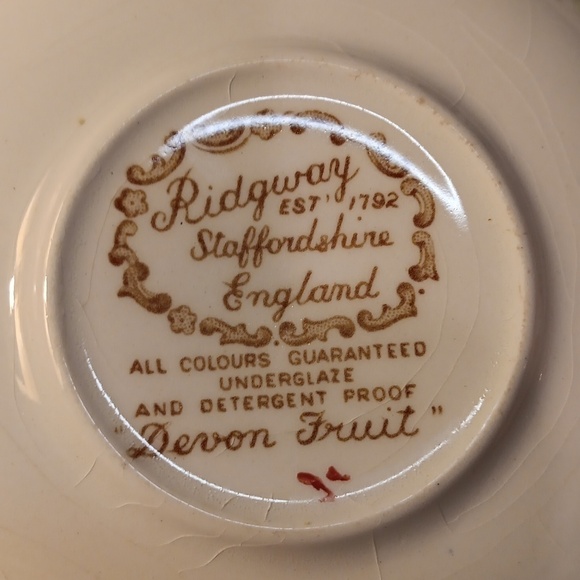 Ridgway
EST' 1792
Staffordshire
England
ALL COLOURS GUARANTEED
UNDERGLAZE
AND DETERGENT PROOF
"Devon Fruit"